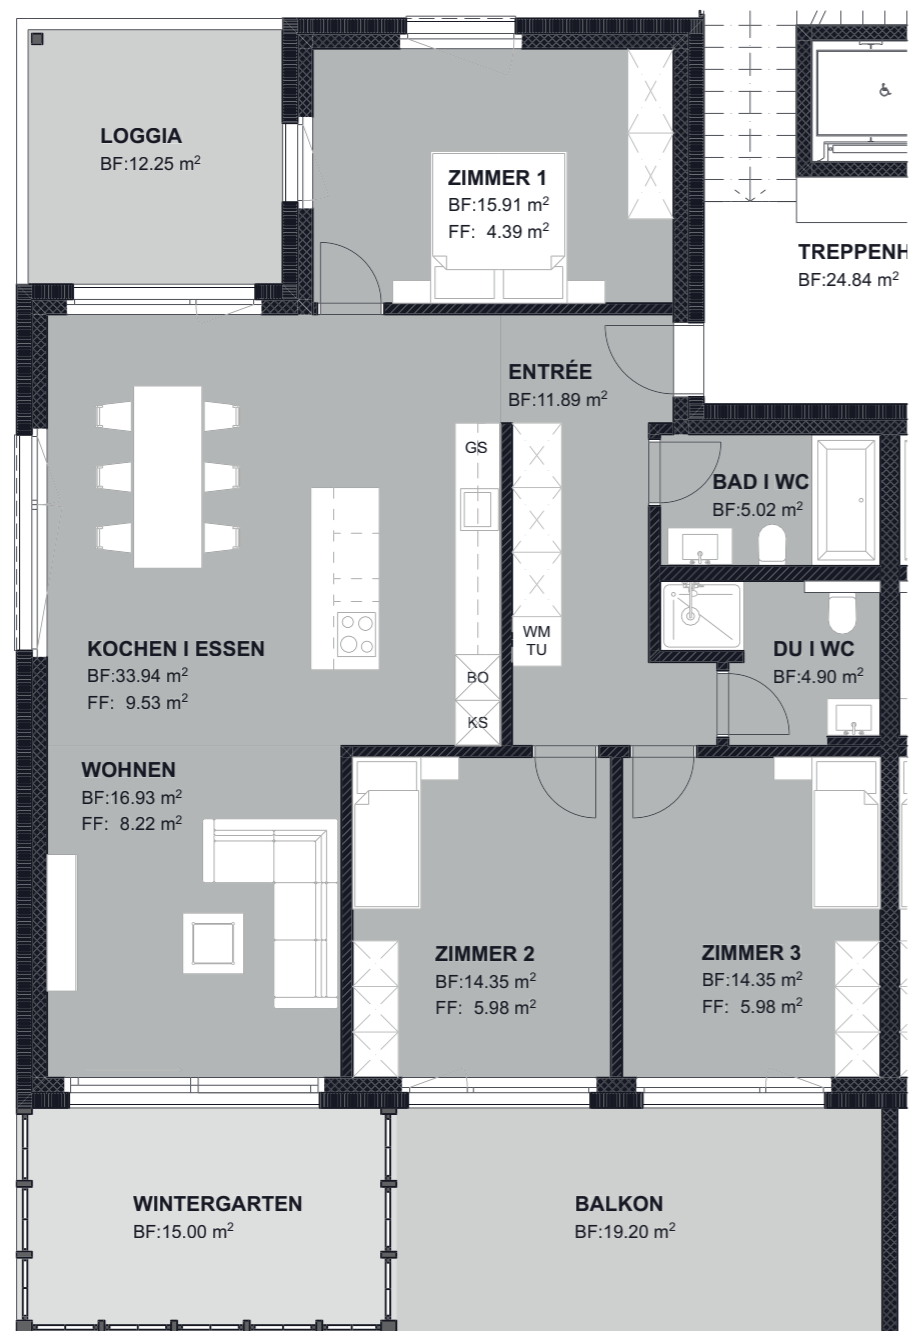 LOGGIA
BF:12.25 m²
ZIMMER 1
BF:15.91 m²
FF: 4.39 m²
TREPPENH
BF:24.84 m²
ENTRÉE
BF:11.89 m²
GS
BAD I WC
BF:5.02 m²
WM
TU
KOCHEN I ESSEN
BF:33.94 m²
FF: 9.53 m²
DU I WC
BF:4.90 m²
BO
KS
WOHNEN
BF:16.93 m²
FF: 8.22 m²
ZIMMER 2
BF:14.35 m²
FF: 5.98 m²
ZIMMER 3
BF:14.35 m²
FF: 5.98 m²
WINTERGARTEN
BF:15.00 m²
BALKON
BF:19.20 m²